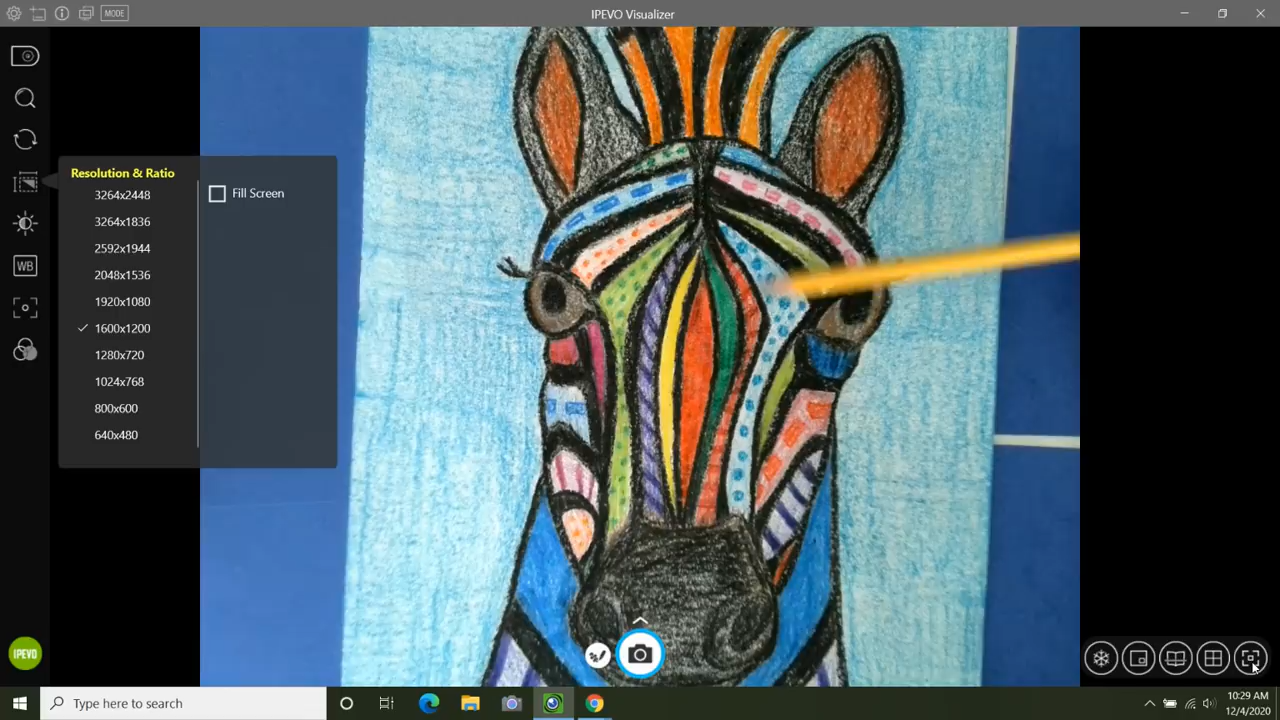 MODE
IPEVO Visualizer
Resolution & Ratio
3264x2448
Fill Screen
3264x1836
2592x1944
2048x1536
1920x1080
1600x1200
1280x720
1024x768
800x600
640x480
WB
IPEVO
Type here to search
10:29 AM
12/4/2020